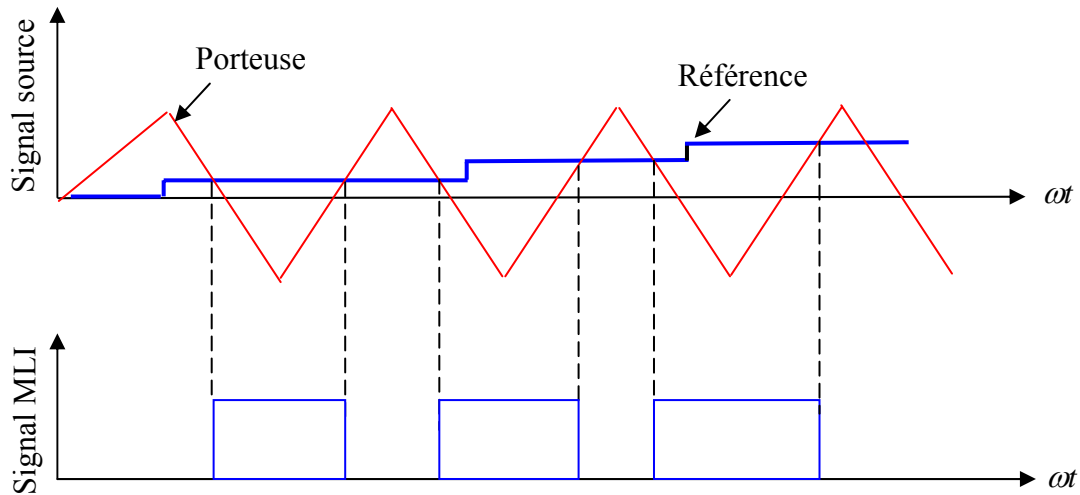 Signal source
Porteuse
Référence
ωt
Signal MLI
ωt